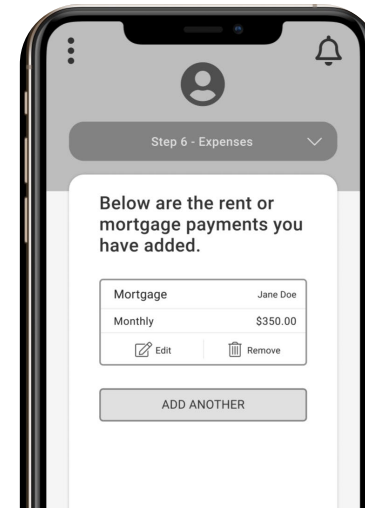 Step 6 - Expenses
Below are the rent or
mortgage payments you
have added.
Mortgage Jane Doe
Monthly $350.00
Edit Remove
ADD ANOTHER